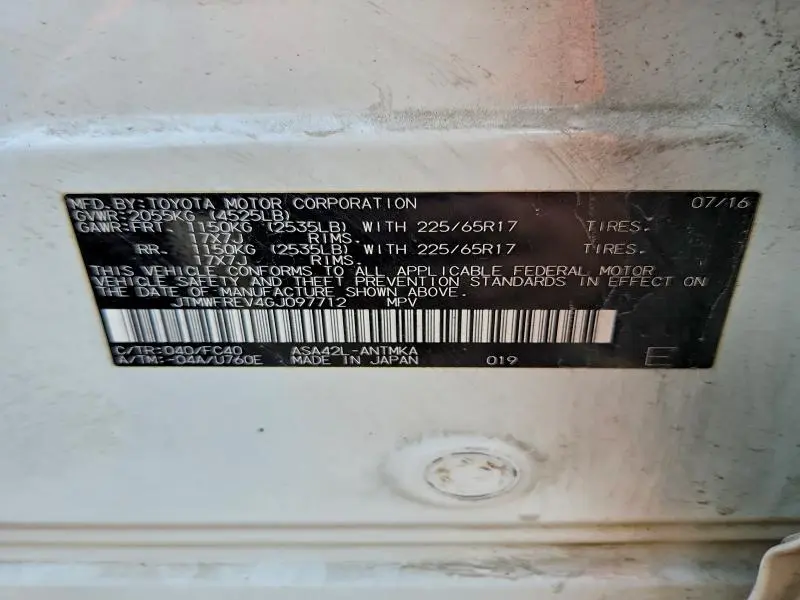 MFD. BY: TOYOTA MOTOR CORPORATION 07/16
GVWR: 2055KG (4525LB)
GAWR: FRT. 1150KG (2535LB) WITH 225/65R17 TIRES.
17X7J RIMS.
RR. 1150KG (2535LB) WITH 225/65R17 TIRES.
17X7J RIMS.
THIS VEHICLE CONFORMS TO ALL APPLICABLE FEDERAL MOTOR
VEHICLE SAFETY AND THEFT PREVENTION STANDARDS IN EFFECT ON
THE DATE OF MANUFACTURE SHOWN ABOVE.
JTMWFREV4GJ097712 MPV
C/TR: 040/FC40 ASA42L-ANTMKA
A/TM: -04A/U760E MADE IN JAPAN 019 E